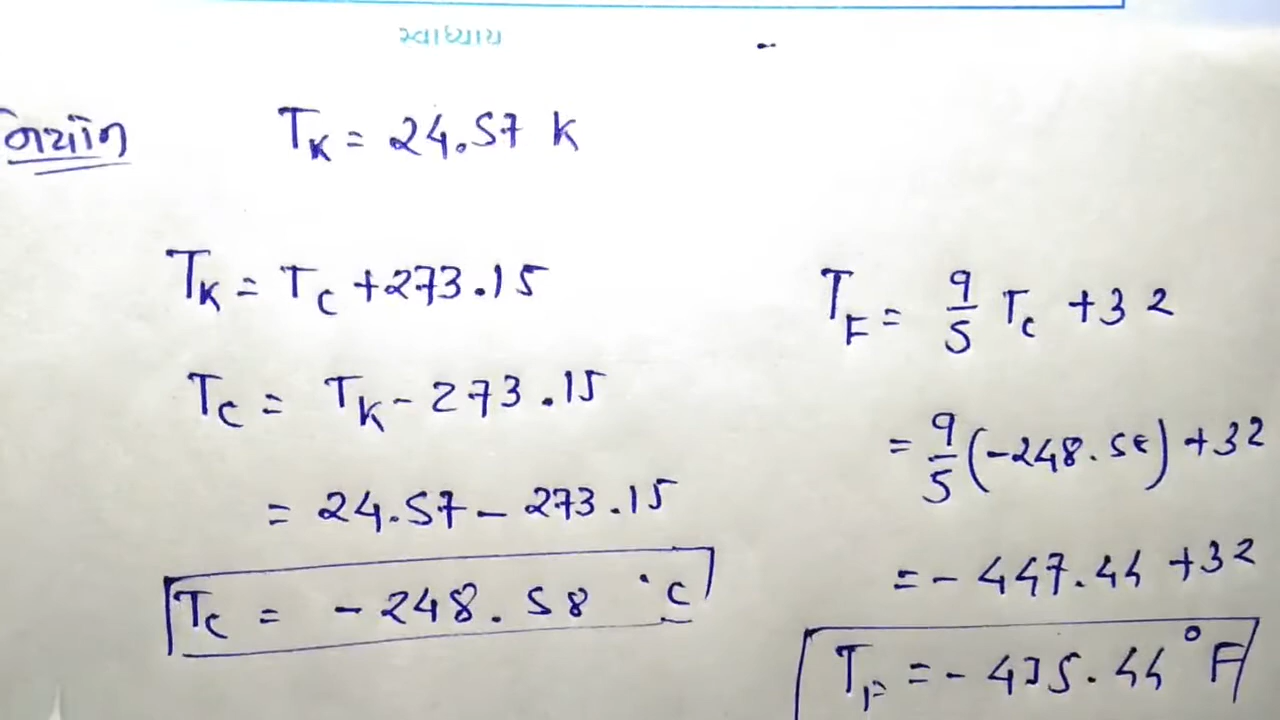 સ્વાધ્યાય
નિયૉન
T_K = 24.57 K
T_K = T_C + 273.15
T_C = T_K - 273.15
= 24.57 - 273.15
T_C = - 248.58 °C
T_F = 9/5 T_C + 32
= 9/5 (-248.58) + 32
= - 447.44 + 32
T_F = - 415.44 °F